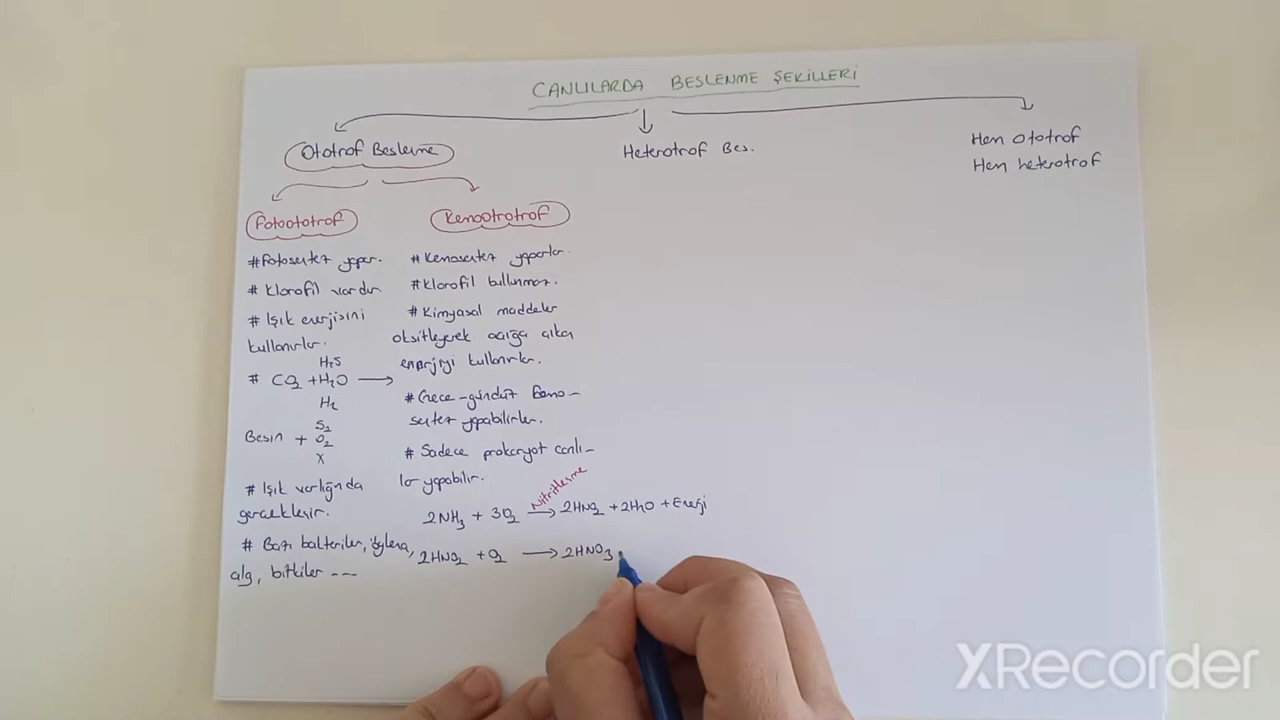 CANLILARDA BESLENME ŞEKİLLERİ
Ototrof Beslenme
Heterotrof Bes.
Hem ototrof
Hem heterotrof
Fotoototrof
#Fotosentez yapar.
# Klorofil vardır
# Işık enerjisini
kullanırlar.
H2S
# CO2 + H2O →
H2
S2
Besin + O2
X
# Işık varlığında
gerçekleşir.
# Bazı bakteriler, öglena,
alg, bitkiler ---
Kemoototrof
# Kemosentez yaparlar.
# Klorofil bulunmaz.
# Kimyasal maddeler
oksitleyerek açığa çıkan
enerjiyi kullanırlar.
# Gece-gündüz kemo-
sentez yapabilirler.
# Sadece prokaryot canlı-
lar yapabilir.
Nitritleşme
2NH3 + 3O2 → 2HNO2 + 2H2O + Enerji
2HNO2 + O2 → 2HNO3
XRecorder